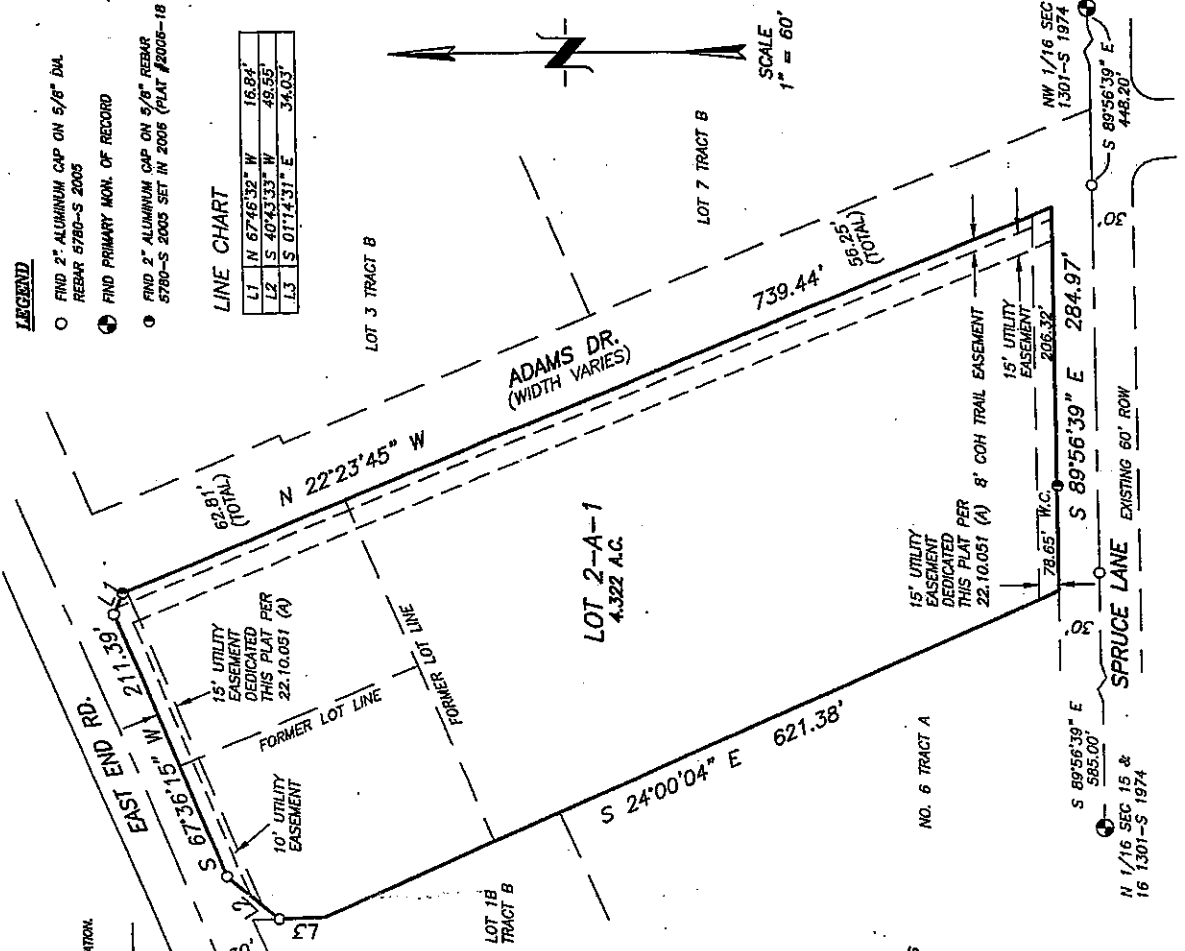 LEGEND
FIND 2" ALUMINUM CAP ON 5/8" DIA.
REBAR 5780-S 2005
FIND PRIMARY MON. OF RECORD
FIND 2" ALUMINUM CAP ON 5/8" REBAR
5780-S 2005 SET IN 2006 (PLAT #2006-18
LINE CHART
L1 N 67°46'32" W 16.84'
L2 S 40°43'33" W 49.55'
L3 S 01°14'31" E 34.03'
N
SCALE
1" = 60'
LOT 3 TRACT B
LOT 7 TRACT B
EAST END RD.
S 67°36'15" W 211.39'
L1
L2
L3
62.81'
(TOTAL)
N 22°23'45" W
739.44'
ADAMS DR.
(WIDTH VARIES)
56.25'
(TOTAL)
15' UTILITY
EASEMENT
DEDICATED
THIS PLAT PER
22.10.051 (A)
FORMER LOT LINE
FORMER LOT LINE
10' UTILITY
EASEMENT
LOT 1B
TRACT B
LOT 2-A-1
4.322 A.C.
S 24°00'04" E 621.38'
NO. 6 TRACT A
15' UTILITY
EASEMENT
DEDICATED
THIS PLAT PER
22.10.051 (A)
8' COH TRAIL EASEMENT
15' UTILITY
EASEMENT
206.32'
78.65' W.C.
S 89°56'39" E 284.97'
30'
30'
SPRUCE LANE EXISTING 60' ROW
NW 1/16 SEC
1301-S 1974
S 89°56'39" E
448.20'
S 89°56'39" E
585.00'
N 1/16 SEC 15 &
16 1301-S 1974